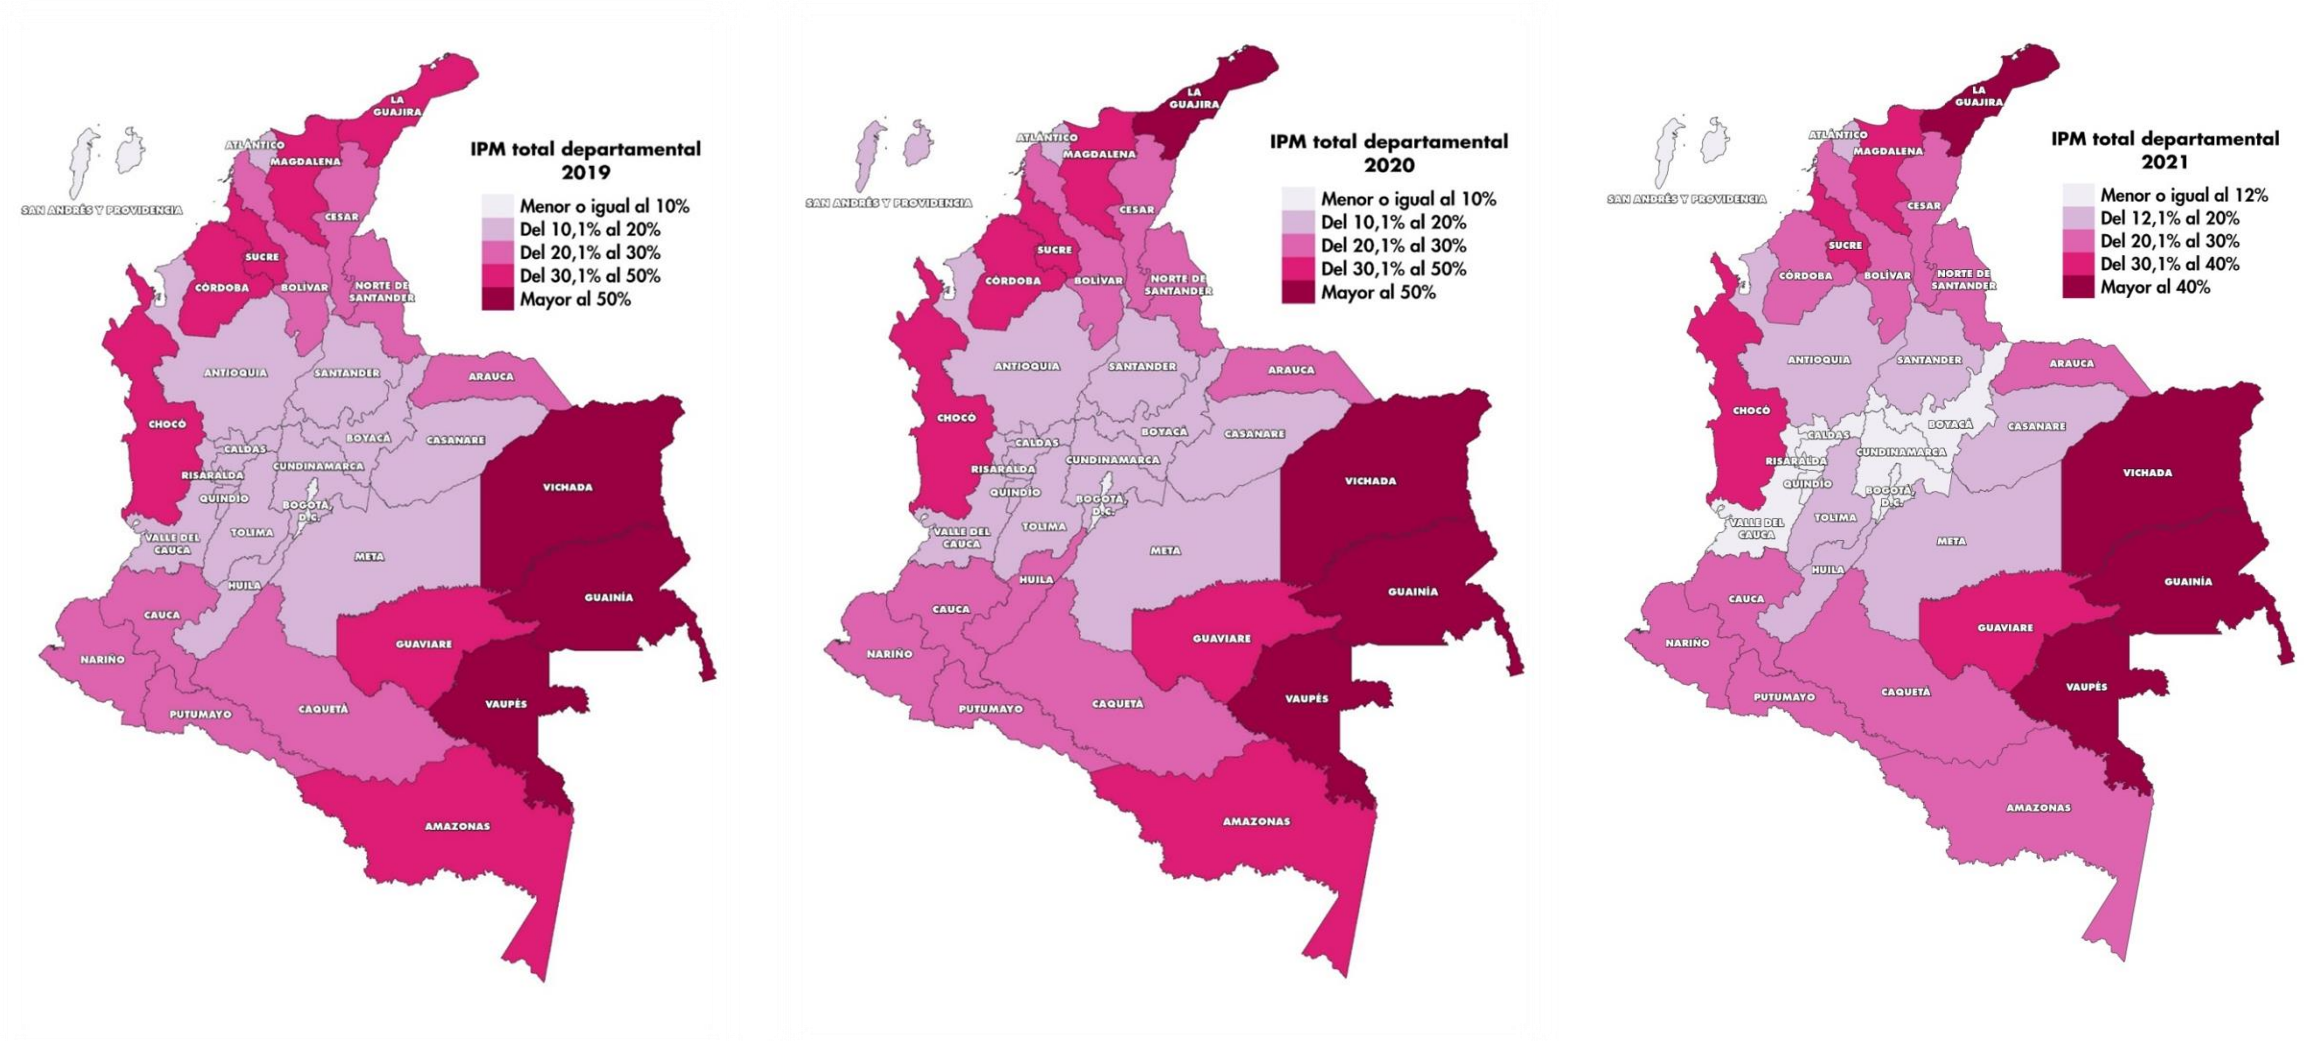 IPM total departamental
2019
Menor o igual al 10%
Del 10,1% al 20%
Del 20,1% al 30%
Del 30,1% al 50%
Mayor al 50%
LA
GUAJIRA
ATLÁNTICO
MAGDALENA
SAN ANDRÉS Y PROVIDENCIA
CESAR
SUCRE
CÓRDOBA
BOLÍVAR
NORTE DE
SANTANDER
ANTIOQUIA
SANTANDER
ARAUCA
CHOCÓ
BOYACÁ
CASANARE
CALDAS
CUNDINAMARCA
RISARALDA
QUINDÍO
BOGOTÁ,
D.C.
VICHADA
TOLIMA
VALLE DEL
CAUCA
META
HUILA
GUAINÍA
CAUCA
GUAVIARE
NARIÑO
VAUPÉS
CAQUETÁ
PUTUMAYO
AMAZONAS
IPM total departamental
2020
Menor o igual al 10%
Del 10,1% al 20%
Del 20,1% al 30%
Del 30,1% al 50%
Mayor al 50%
LA
GUAJIRA
ATLÁNTICO
MAGDALENA
SAN ANDRÉS Y PROVIDENCIA
CESAR
SUCRE
CÓRDOBA
BOLÍVAR
NORTE DE
SANTANDER
ANTIOQUIA
SANTANDER
ARAUCA
CHOCÓ
BOYACÁ
CASANARE
CALDAS
CUNDINAMARCA
RISARALDA
QUINDÍO
BOGOTÁ,
D.C.
VICHADA
TOLIMA
VALLE DEL
CAUCA
META
HUILA
GUAINÍA
CAUCA
GUAVIARE
NARIÑO
VAUPÉS
CAQUETÁ
PUTUMAYO
AMAZONAS
IPM total departamental
2021
Menor o igual al 12%
Del 12,1% al 20%
Del 20,1% al 30%
Del 30,1% al 40%
Mayor al 40%
LA
GUAJIRA
ATLÁNTICO
MAGDALENA
SAN ANDRÉS Y PROVIDENCIA
CESAR
SUCRE
CÓRDOBA
BOLÍVAR
NORTE DE
SANTANDER
ANTIOQUIA
SANTANDER
ARAUCA
CHOCÓ
BOYACÁ
CASANARE
CALDAS
CUNDINAMARCA
RISARALDA
QUINDÍO
BOGOTÁ,
D.C.
VICHADA
TOLIMA
VALLE DEL
CAUCA
META
HUILA
GUAINÍA
CAUCA
GUAVIARE
NARIÑO
VAUPÉS
CAQUETÁ
PUTUMAYO
AMAZONAS